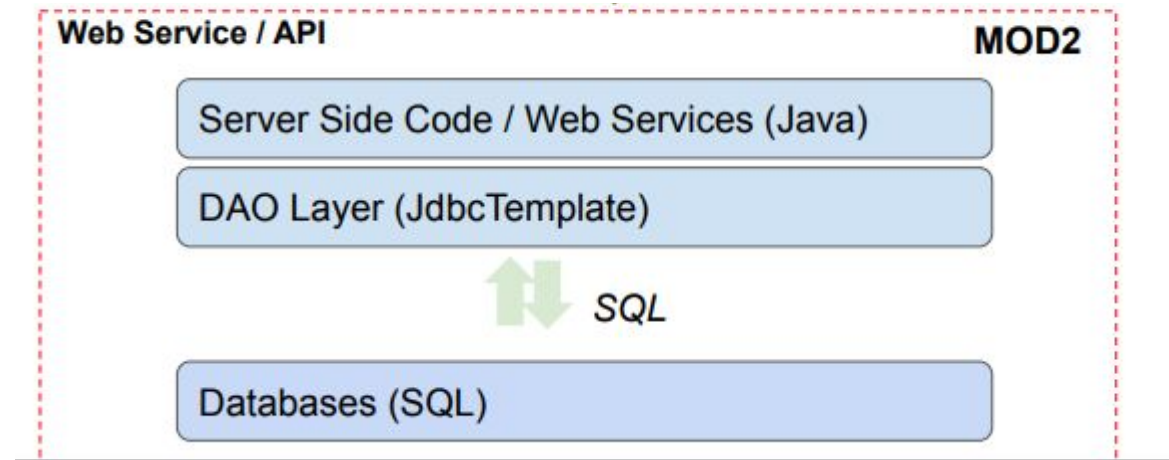 Web Service / API
MOD2
Server Side Code / Web Services (Java)
DAO Layer (JdbcTemplate)
SQL
Databases (SQL)